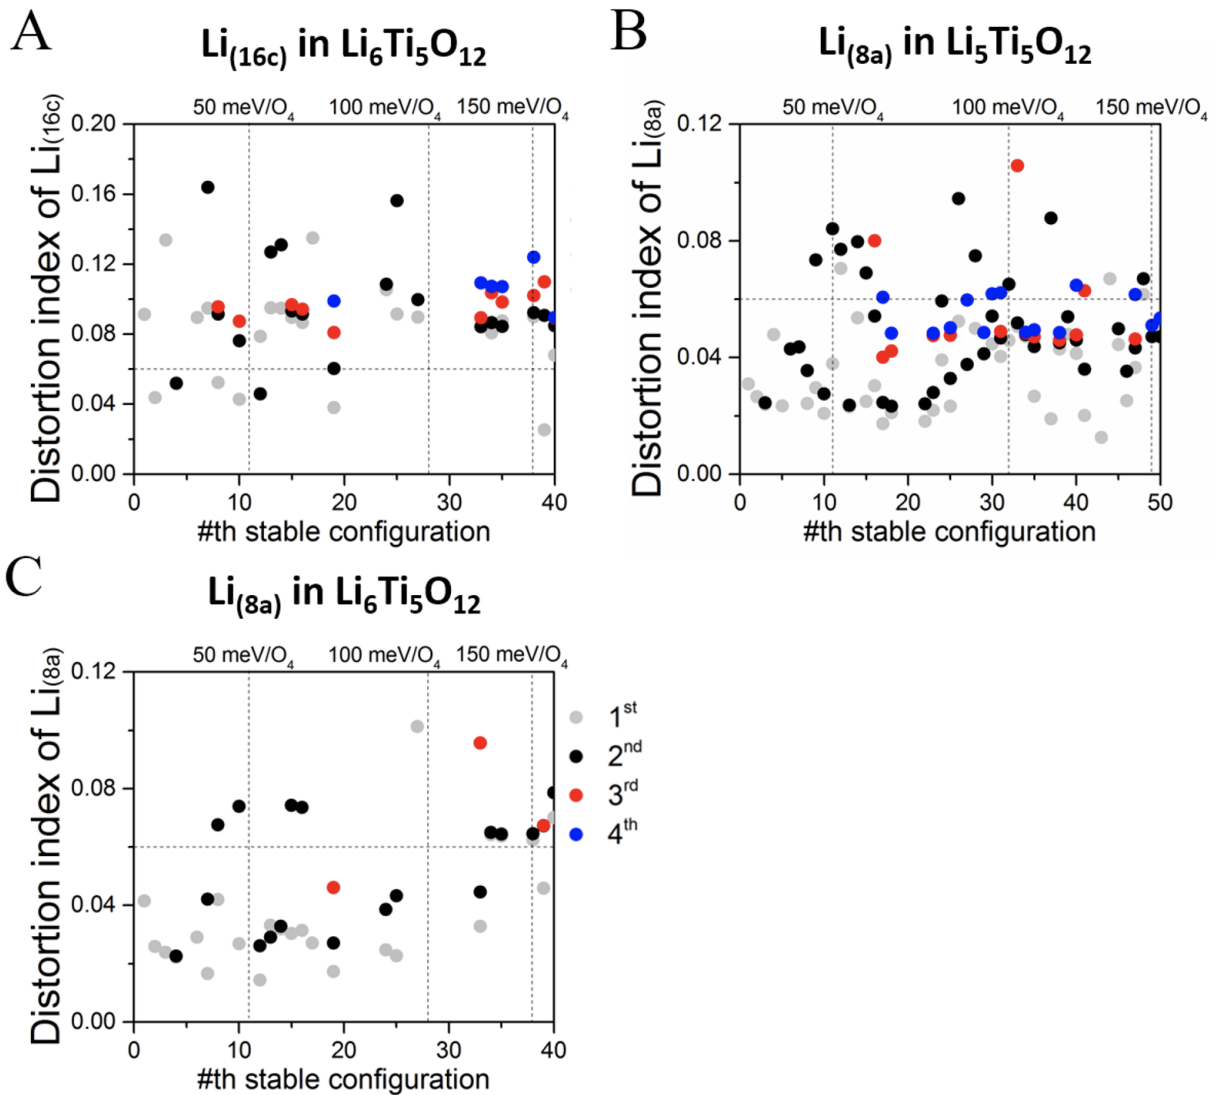 A
Li(16c) in Li6Ti5O12
50 meV/O4 100 meV/O4 150 meV/O4
Distortion index of Li(16c)
0.20
0.16
0.12
0.08
0.04
0.00
0 10 20 30 40
#th stable configuration
B
Li(8a) in Li5Ti5O12
50 meV/O4 100 meV/O4 150 meV/O4
Distortion index of Li(8a)
0.12
0.08
0.04
0.00
0 10 20 30 40 50
#th stable configuration
C
Li(8a) in Li6Ti5O12
50 meV/O4 100 meV/O4 150 meV/O4
Distortion index of Li(8a)
0.12
0.08
0.04
0.00
0 10 20 30 40
#th stable configuration
1st
2nd
3rd
4th